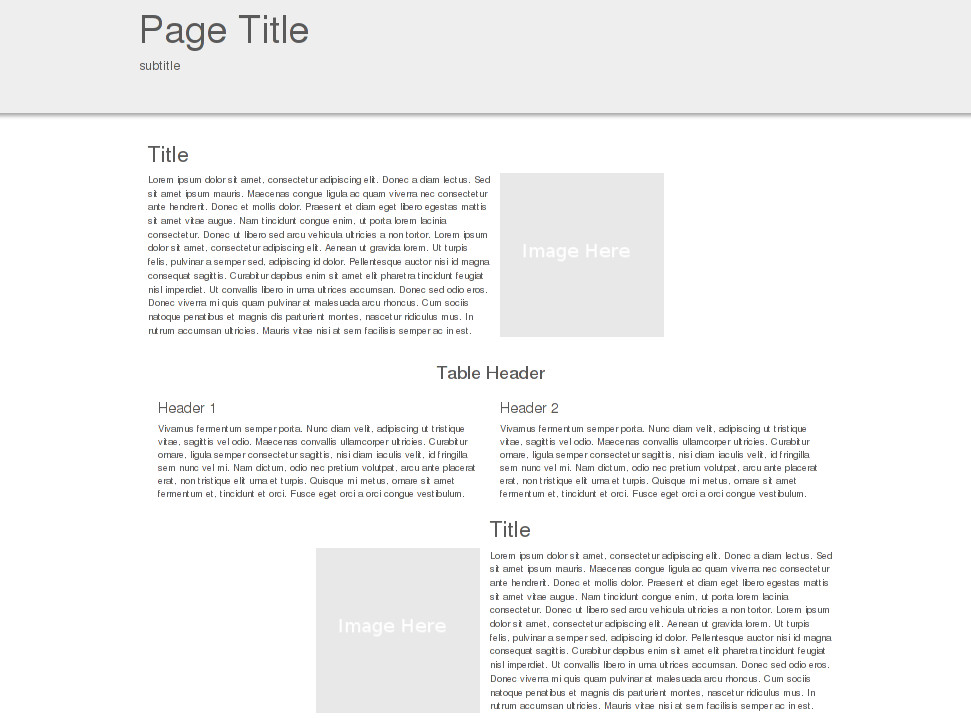 Page Title
subtitle
Title
Lorem ipsum dolor sit amet, consectetur adipiscing elit. Donec a diam lectus. Sed
sit amet ipsum mauris. Maecenas congue ligula ac quam viverra nec consectetur
ante hendrerit. Donec et mollis dolor. Praesent et diam eget libero egestas mattis
sit amet vitae augue. Nam tincidunt congue enim, ut porta lorem lacinia
consectetur. Donec ut libero sed arcu vehicula ultricies a non tortor. Lorem ipsum
dolor sit amet, consectetur adipiscing elit. Aenean ut gravida lorem. Ut turpis
felis, pulvinar a semper sed, adipiscing id dolor. Pellentesque auctor nisi id magna
consequat sagittis. Curabitur dapibus enim sit amet elit pharetra tincidunt feugiat
nisl imperdiet. Ut convallis libero in urna ultrices accumsan. Donec sed odio eros.
Donec viverra mi quis quam pulvinar at malesuada arcu rhoncus. Cum sociis
natoque penatibus et magnis dis parturient montes, nascetur ridiculus mus. In
rutrum accumsan ultricies. Mauris vitae nisi at sem facilisis semper ac in est.
Image Here
Table Header
Header 1
Vivamus fermentum semper porta. Nunc diam velit, adipiscing ut tristique
vitae, sagittis vel odio. Maecenas convallis ullamcorper ultricies. Curabitur
ornare, ligula semper consectetur sagittis, nisi diam iaculis velit, id fringilla
sem nunc vel mi. Nam dictum, odio nec pretium volutpat, arcu ante placerat
erat, non tristique elit urna et turpis. Quisque mi metus, ornare sit amet
fermentum et, tincidunt et orci. Fusce eget orci a orci congue vestibulum.
Header 2
Vivamus fermentum semper porta. Nunc diam velit, adipiscing ut tristique
vitae, sagittis vel odio. Maecenas convallis ullamcorper ultricies. Curabitur
ornare, ligula semper consectetur sagittis, nisi diam iaculis velit, id fringilla
sem nunc vel mi. Nam dictum, odio nec pretium volutpat, arcu ante placerat
erat, non tristique elit urna et turpis. Quisque mi metus, ornare sit amet
fermentum et, tincidunt et orci. Fusce eget orci a orci congue vestibulum.
Title
Image Here
Lorem ipsum dolor sit amet, consectetur adipiscing elit. Donec a diam lectus. Sed
sit amet ipsum mauris. Maecenas congue ligula ac quam viverra nec consectetur
ante hendrerit. Donec et mollis dolor. Praesent et diam eget libero egestas mattis
sit amet vitae augue. Nam tincidunt congue enim, ut porta lorem lacinia
consectetur. Donec ut libero sed arcu vehicula ultricies a non tortor. Lorem ipsum
dolor sit amet, consectetur adipiscing elit. Aenean ut gravida lorem. Ut turpis
felis, pulvinar a semper sed, adipiscing id dolor. Pellentesque auctor nisi id magna
consequat sagittis. Curabitur dapibus enim sit amet elit pharetra tincidunt feugiat
nisl imperdiet. Ut convallis libero in urna ultrices accumsan. Donec sed odio eros.
Donec viverra mi quis quam pulvinar at malesuada arcu rhoncus. Cum sociis
natoque penatibus et magnis dis parturient montes, nascetur ridiculus mus. In
rutrum accumsan ultricies. Mauris vitae nisi at sem facilisis semper ac in est.